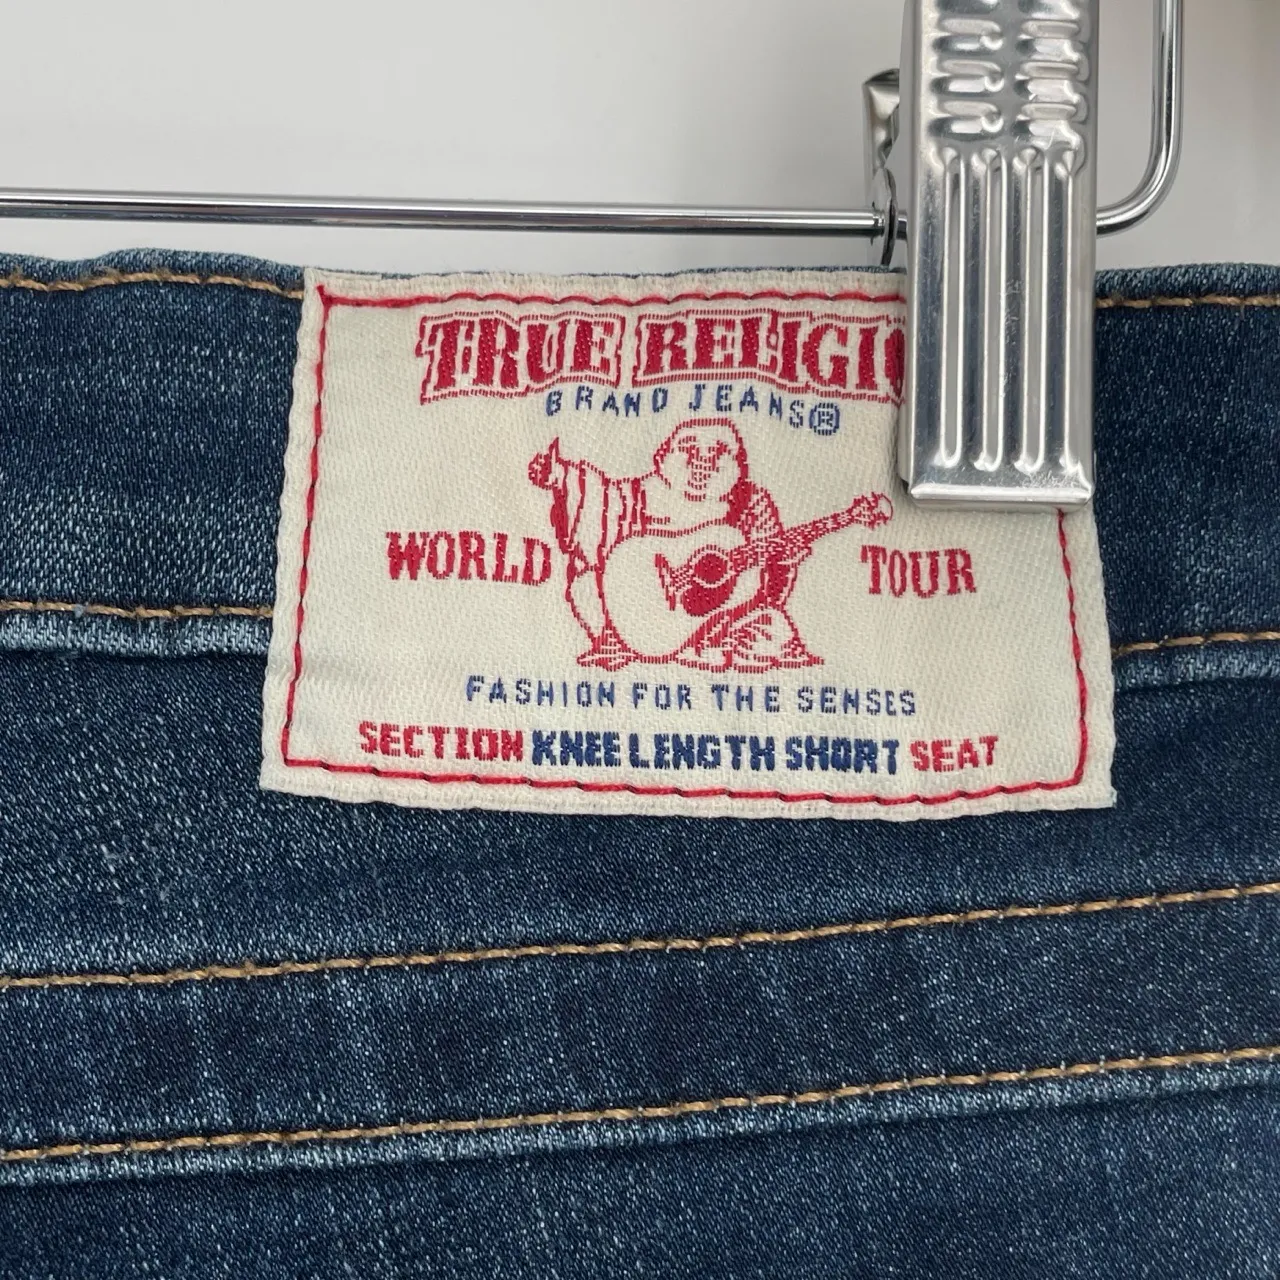 TRUE RELIGIO
BRAND JEANS®
WORLD TOUR
FASHION FOR THE SENSES
SECTION KNEE LENGTH SHORT SEAT